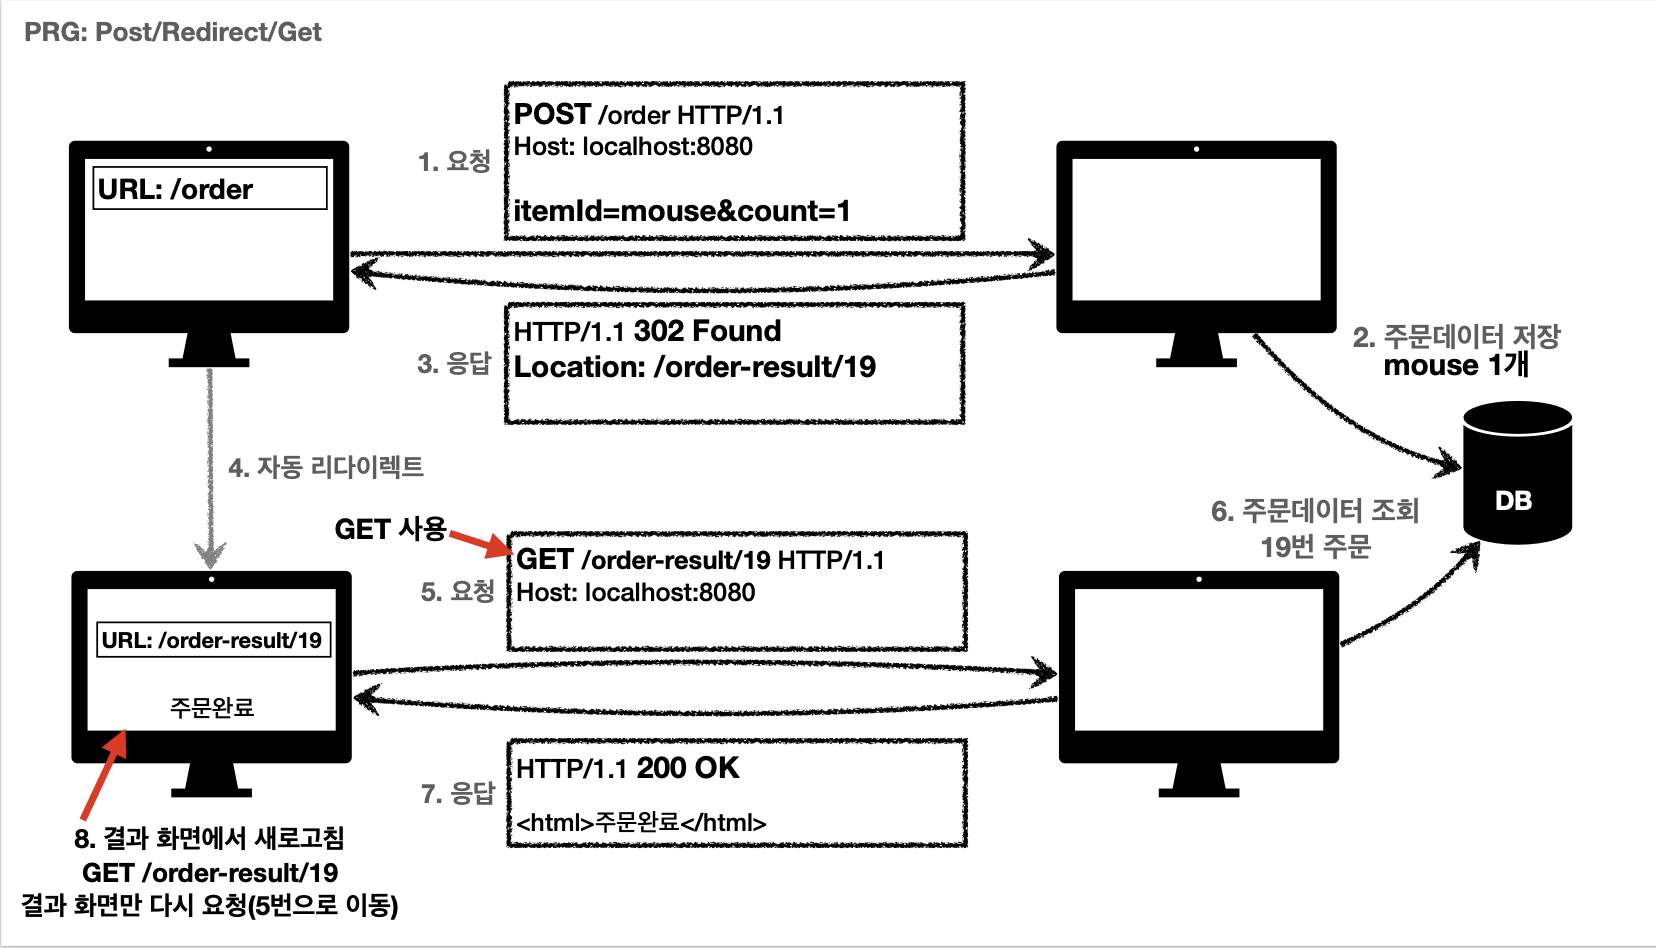 PRG: Post/Redirect/Get
URL: /order
1. 요청
POST /order HTTP/1.1
Host: localhost:8080
itemId=mouse&count=1
2. 주문데이터 저장
mouse 1개
DB
3. 응답
HTTP/1.1 302 Found
Location: /order-result/19
4. 자동 리다이렉트
GET 사용
5. 요청
GET /order-result/19 HTTP/1.1
Host: localhost:8080
6. 주문데이터 조회
19번 주문
URL: /order-result/19
주문완료
7. 응답
HTTP/1.1 200 OK
<html>주문완료</html>
8. 결과 화면에서 새로고침
GET /order-result/19
결과 화면만 다시 요청(5번으로 이동)